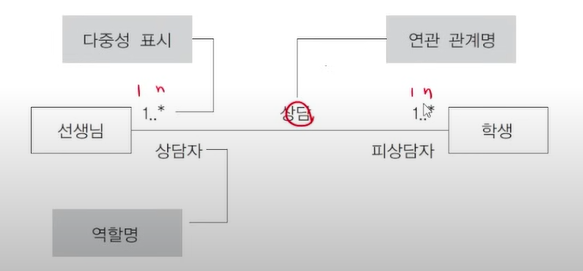 다중성 표시
연관 관계명
1 n
1 n
1..*
상담
1..*
선생님
학생
상담자
피상담자
역할명